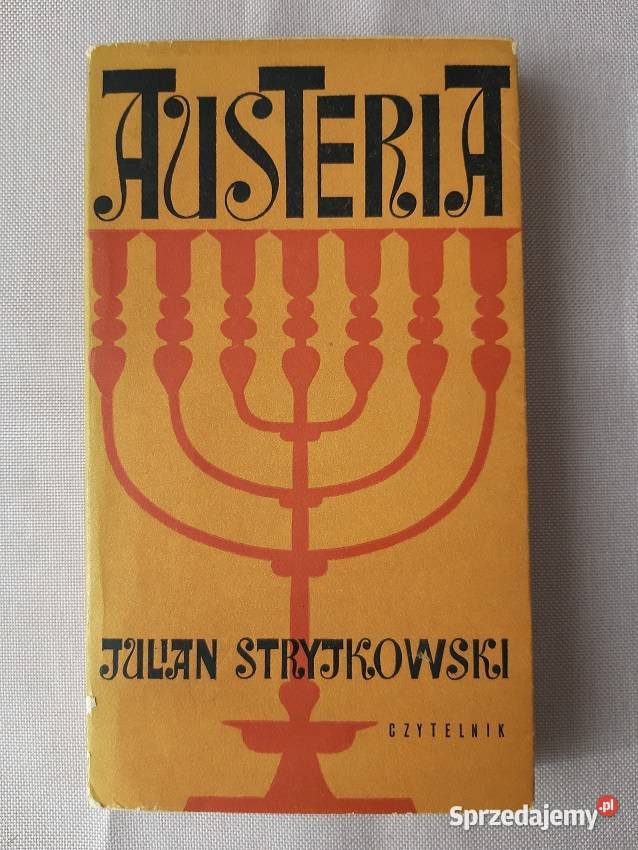 AUSTERIA
JULIAN STRYJKOWSKI
CZYTELNIK
Sprzedajemy.pl